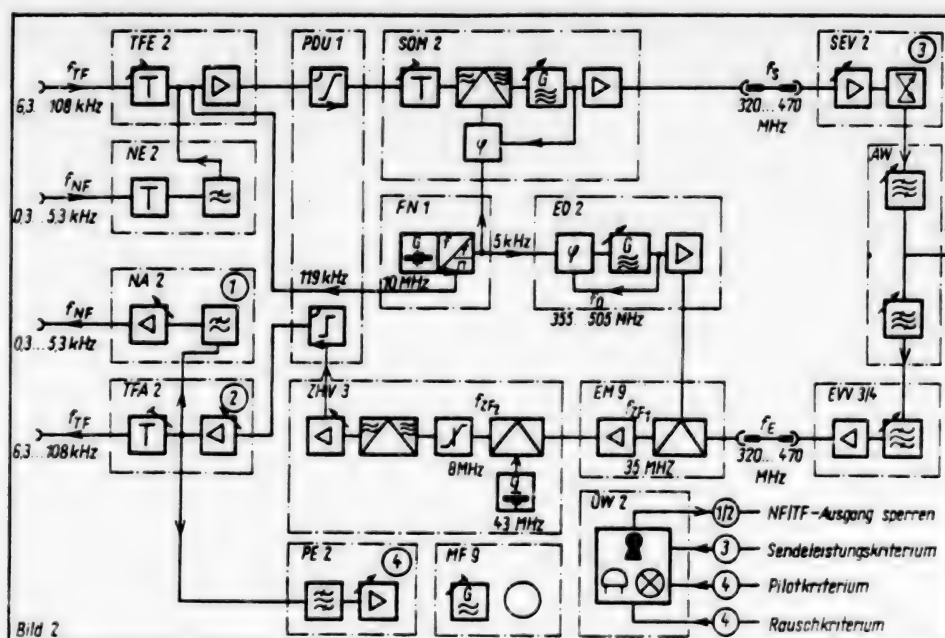 TFE 2
PDU 1
SOM 2
SEV 2
3
f_TF
6,3... 108 kHz
T
T
G
f_S
320... 470
MHz
φ
NE 2
f_NF
0,3... 5,3 kHz
T
AW
FN 1
EO 2
G
f
n
5 kHz
φ
G
10 MHz
f_0
355... 505 MHz
119 kHz
NA 2
1
f_NF
0,3... 5,3 kHz
TFA 2
2
f_TF
6,3... 108 kHz
T
ZHV 3
f_ZF2
8 MHz
43 MHz
EM 9
f_ZF1
35 MHz
f_E
320... 470
MHz
EVV 3/4
PE 2
4
MF 9
G
1/2
NF/TF-Ausgang sperren
3
Sendeleistungskriterium
4
Pilotkriterium
4
Rauschkriterium
Bild 2